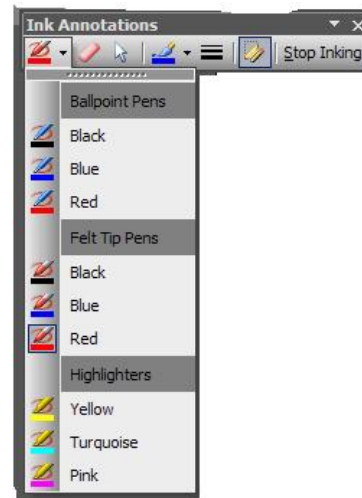 Ink Annotations
Stop Inking
Ballpoint Pens
Black
Blue
Red
Felt Tip Pens
Black
Blue
Red
Highlighters
Yellow
Turquoise
Pink